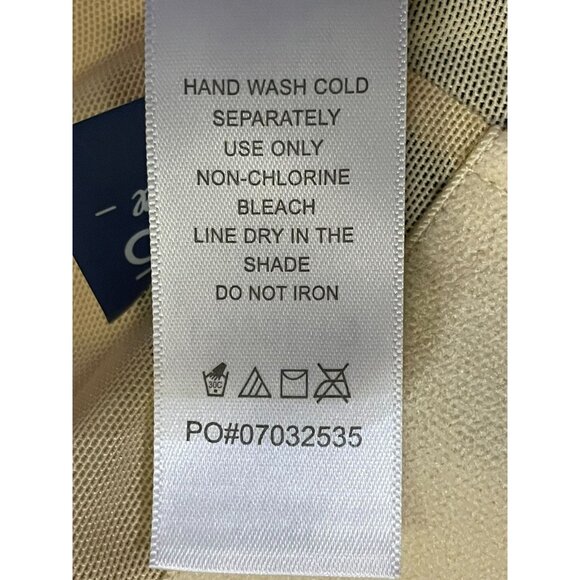 HAND WASH COLD
SEPARATELY
USE ONLY
NON-CHLORINE
BLEACH
LINE DRY IN THE
SHADE
DO NOT IRON
30C
PO#07032535